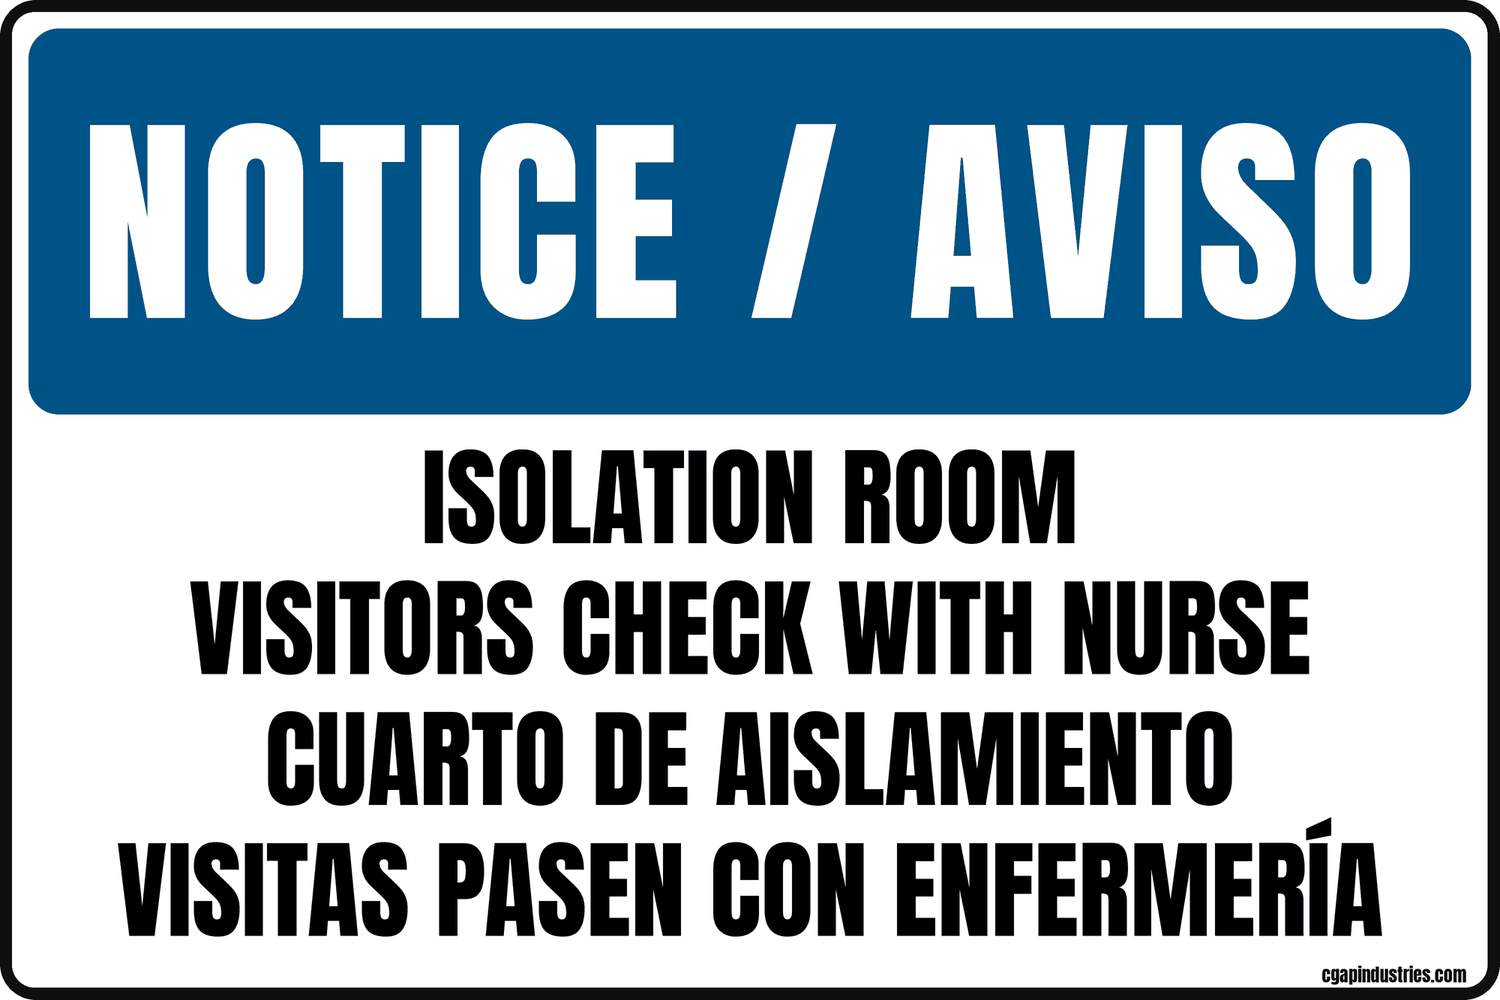 NOTICE / AVISO
ISOLATION ROOM
VISITORS CHECK WITH NURSE
CUARTO DE AISLAMIENTO
VISITAS PASEN CON ENFERMERÍA
cgapindustries.com